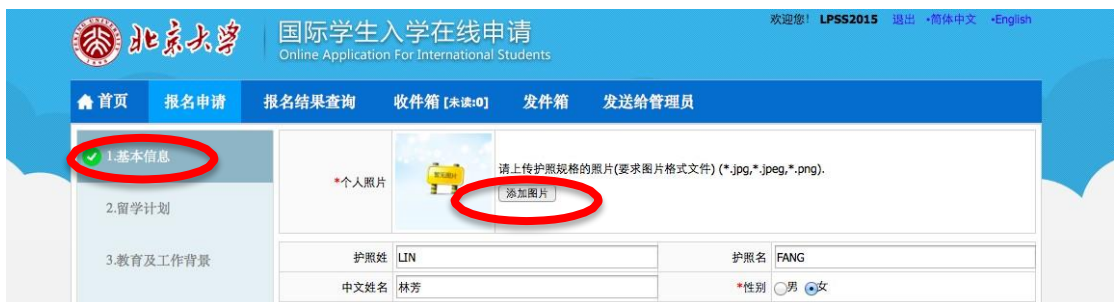 欢迎您! LPSS2015 退出 •简体中文 •English
北京大学
国际学生入学在线申请
Online Application For International Students
首页 报名申请 报名结果查询 收件箱 [未读:0] 发件箱 发送给管理员
1.基本信息
2.留学计划
3.教育及工作背景
*个人照片
暂无图片
请上传护照规格的照片(要求图片格式文件) (*.jpg,*.jpeg,*.png).
添加图片
护照姓 LIN 护照名 FANG
中文姓名 林芳 *性别 男 女